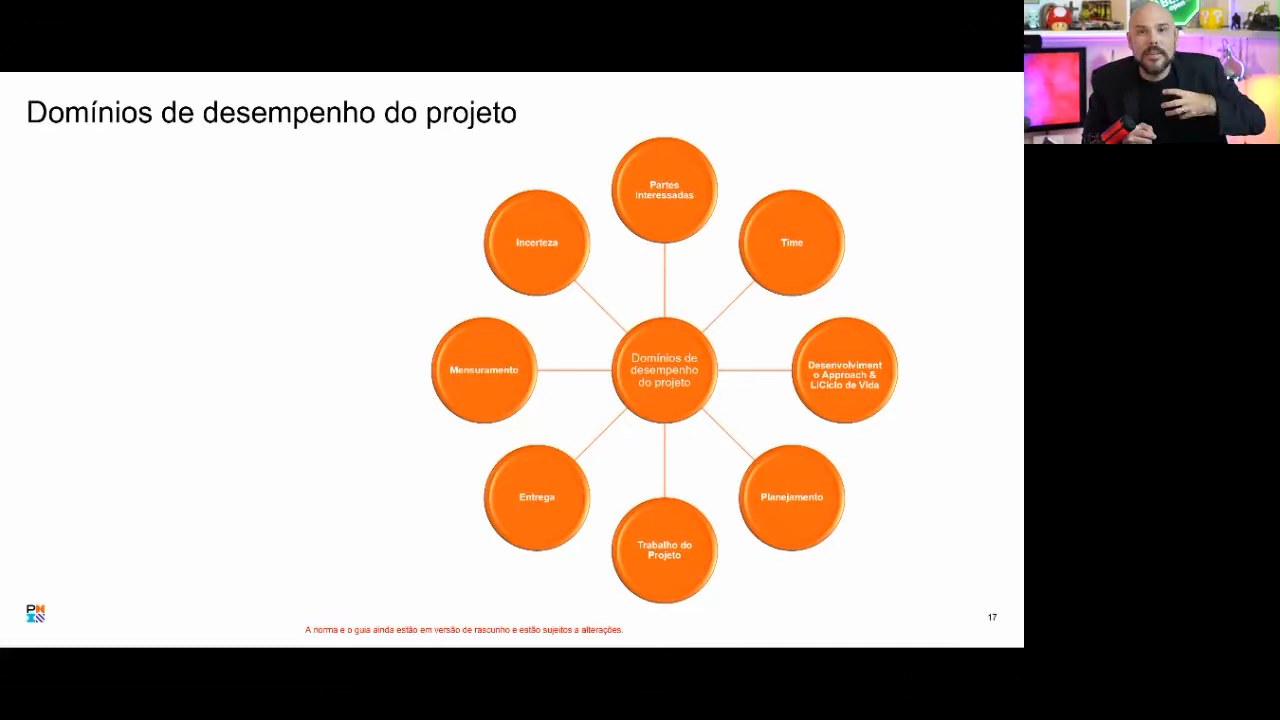 Domínios de desempenho do projeto
Partes
Interessadas
Time
Desenvolviment
o Approach &
LiCiclo de Vida
Planejamento
Trabalho do
Projeto
Entrega
Mensuramento
Incerteza
Domínios de
desempenho
do projeto
A norma e o guia ainda estão em versão de rascunho e estão sujeitos a alterações.
17